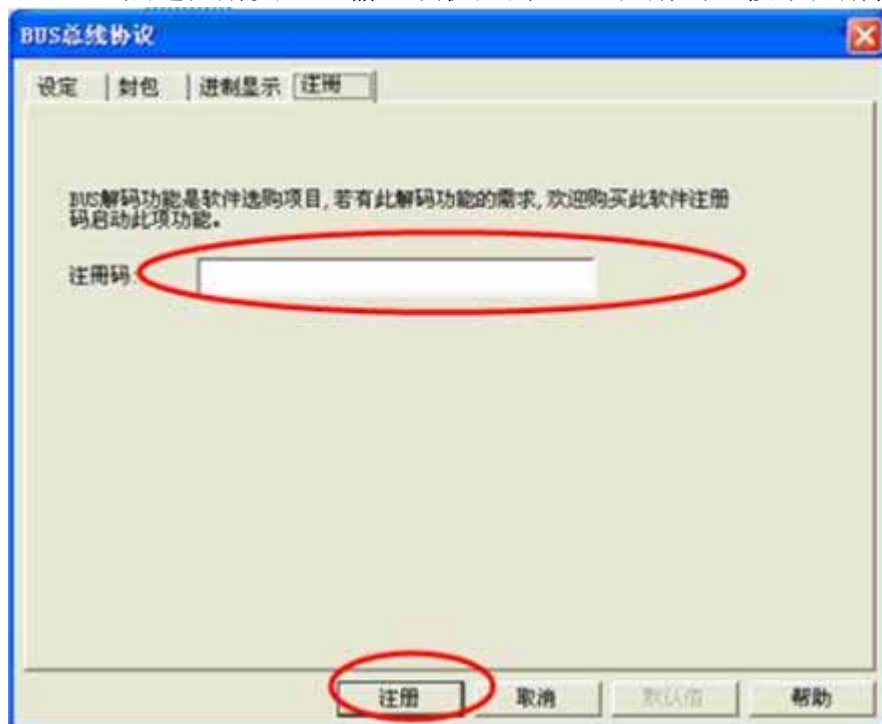 BUS总线协议
设定 封包 进制显示 注册
BUS解码功能是软件选购项目,若有此解码功能的需求,欢迎购买此软件注册
码启动此项功能。
注册码:
注册 取消 默认值 帮助